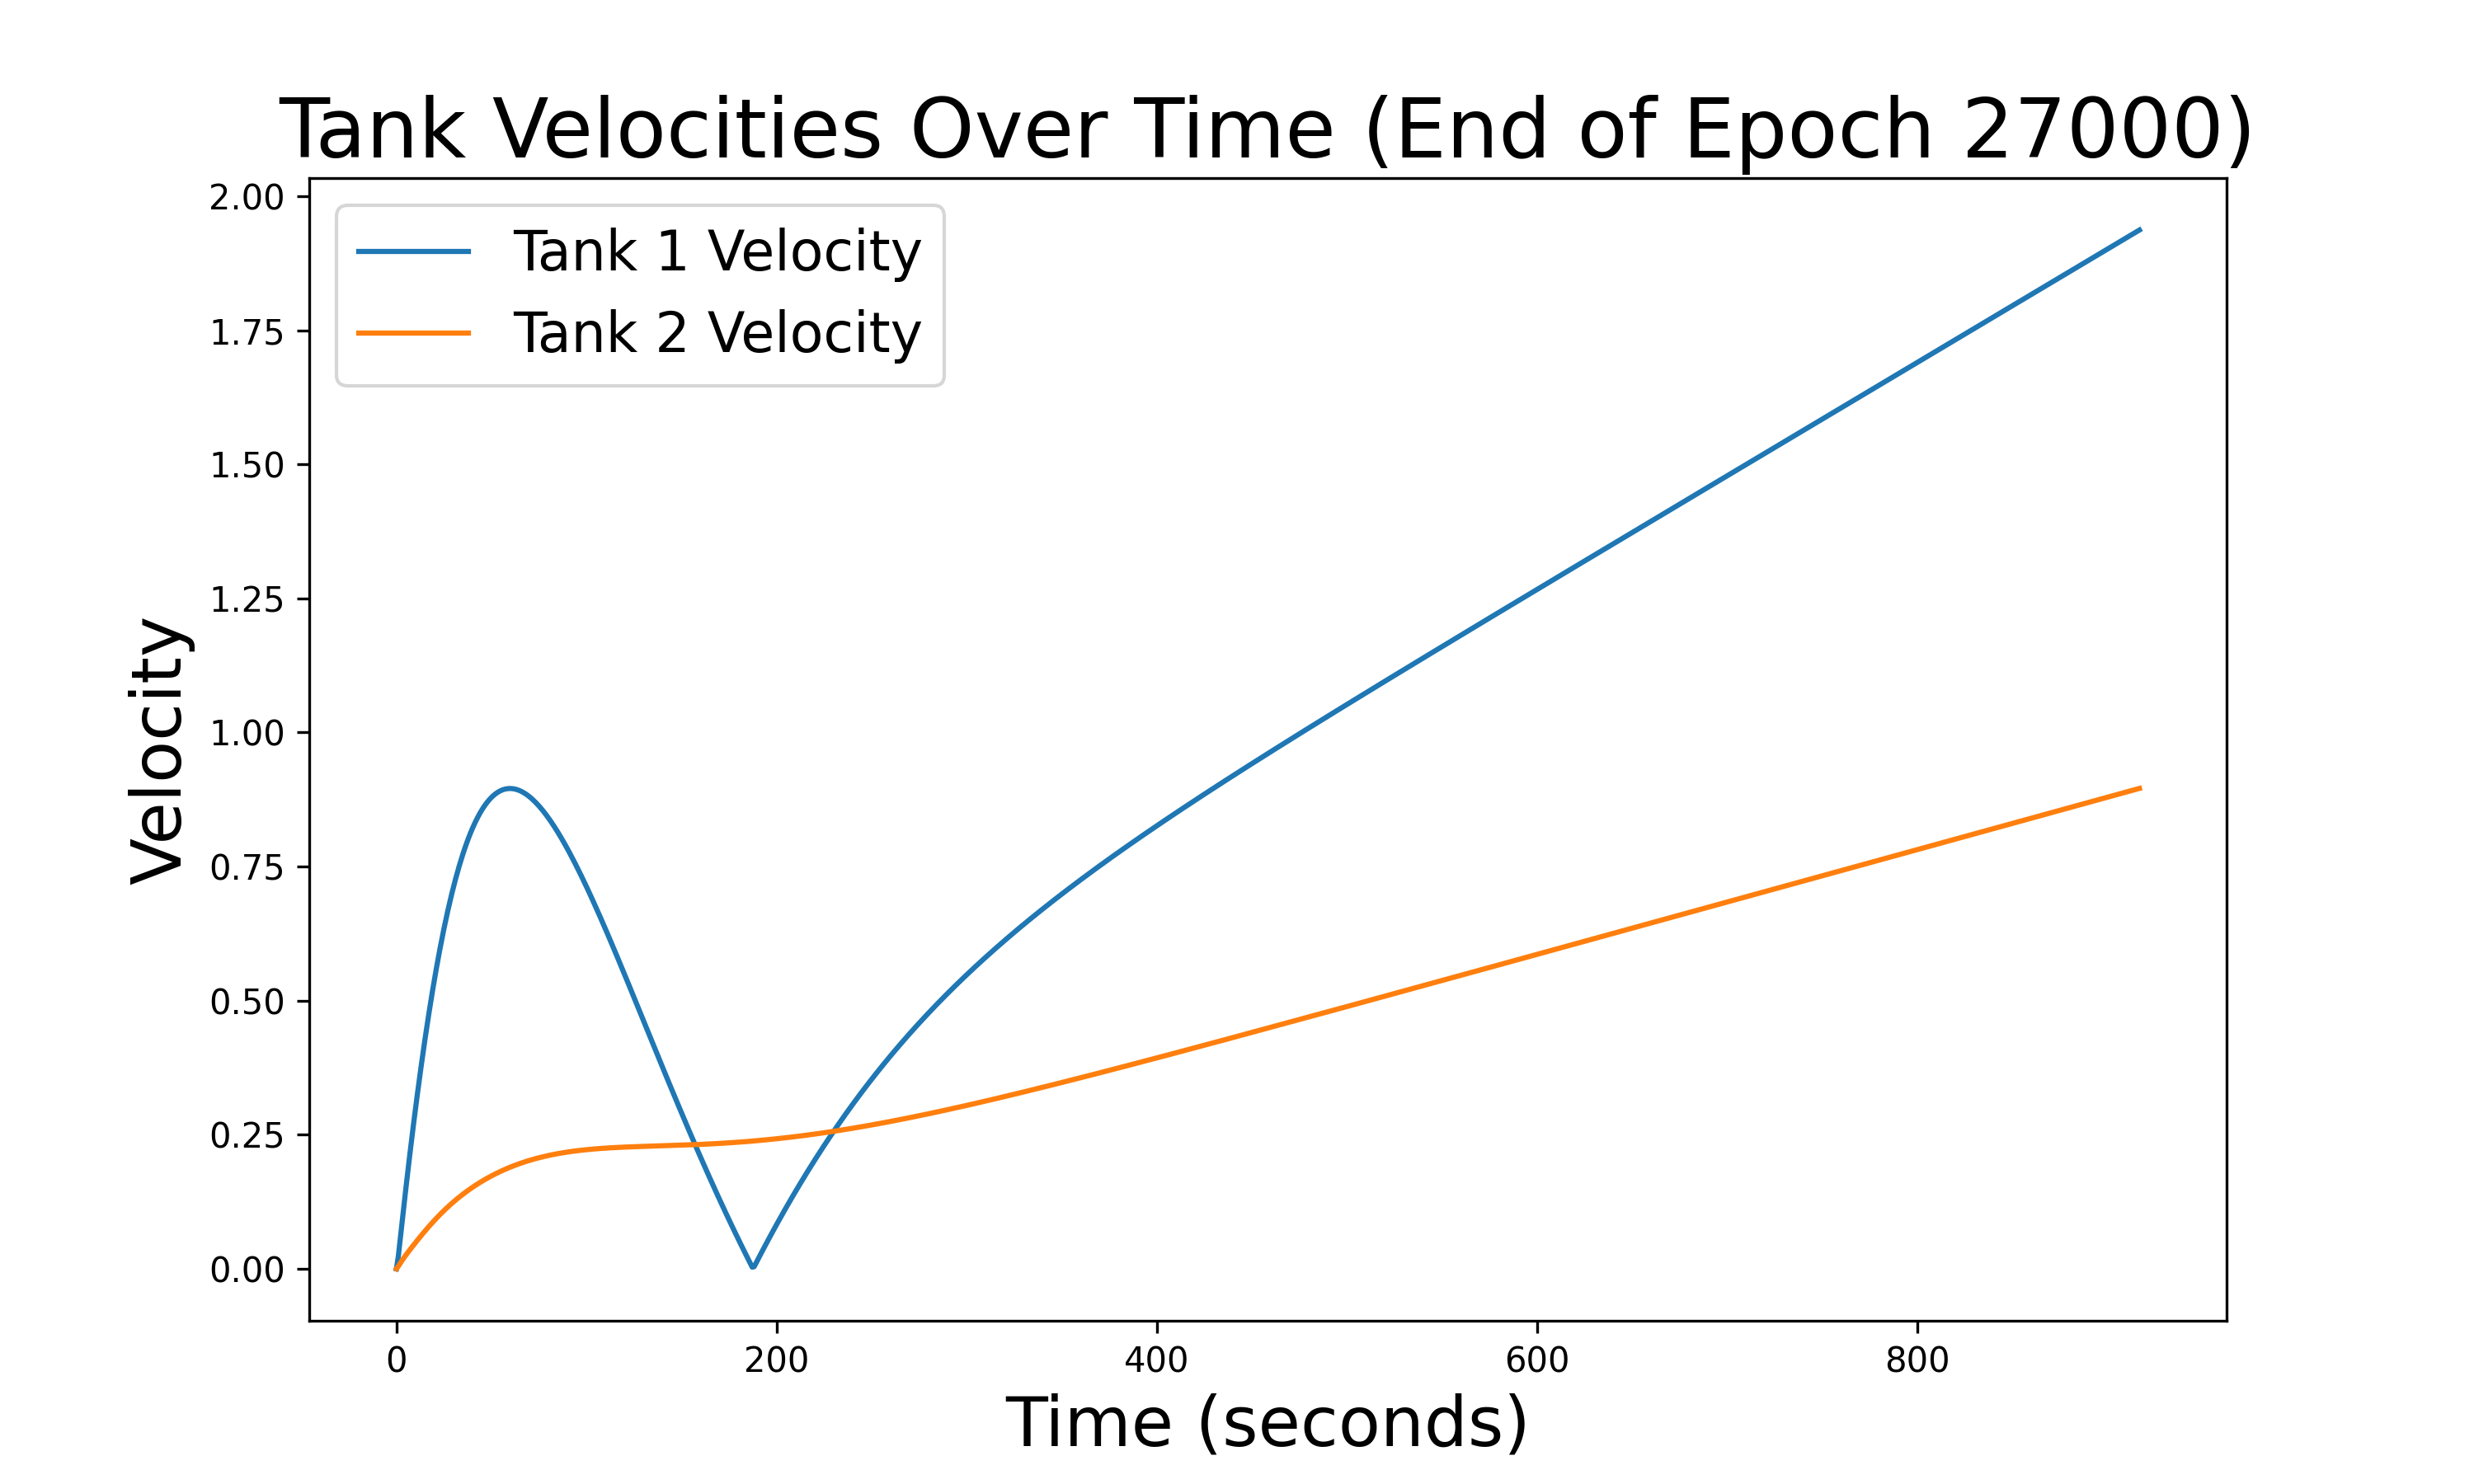 Tank Velocities Over Time (End of Epoch 27000)
2.00
Tank 1 Velocity
Tank 2 Velocity
1.75
1.50
1.25
1.00
0.75
0.50
0.25
0.00
Velocity
0 200 400 600 800
Time (seconds)